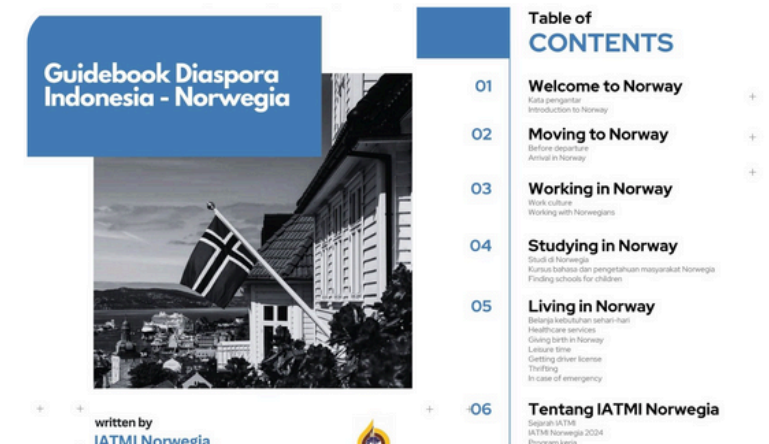 Guidebook Diaspora
Indonesia - Norwegia
written by
IATMI Norwegia
Table of
CONTENTS
01
Welcome to Norway
Kata pengantar
Introduction to Norway
02
Moving to Norway
Before departure
Arrival in Norway
03
Working in Norway
Work culture
Working with Norwegians
04
Studying in Norway
Studi di Norwegia
Kursus bahasa dan pengetahuan masyarakat Norwegia
Finding schools for children
05
Living in Norway
Belanja kebutuhan sehari-hari
Healthcare services
Giving birth in Norway
Leisure time
Getting driver license
Thrifting
In case of emergency
06
Tentang IATMI Norwegia
Sejarah IATMI
IATMI Norwegia 2024
Program kerja